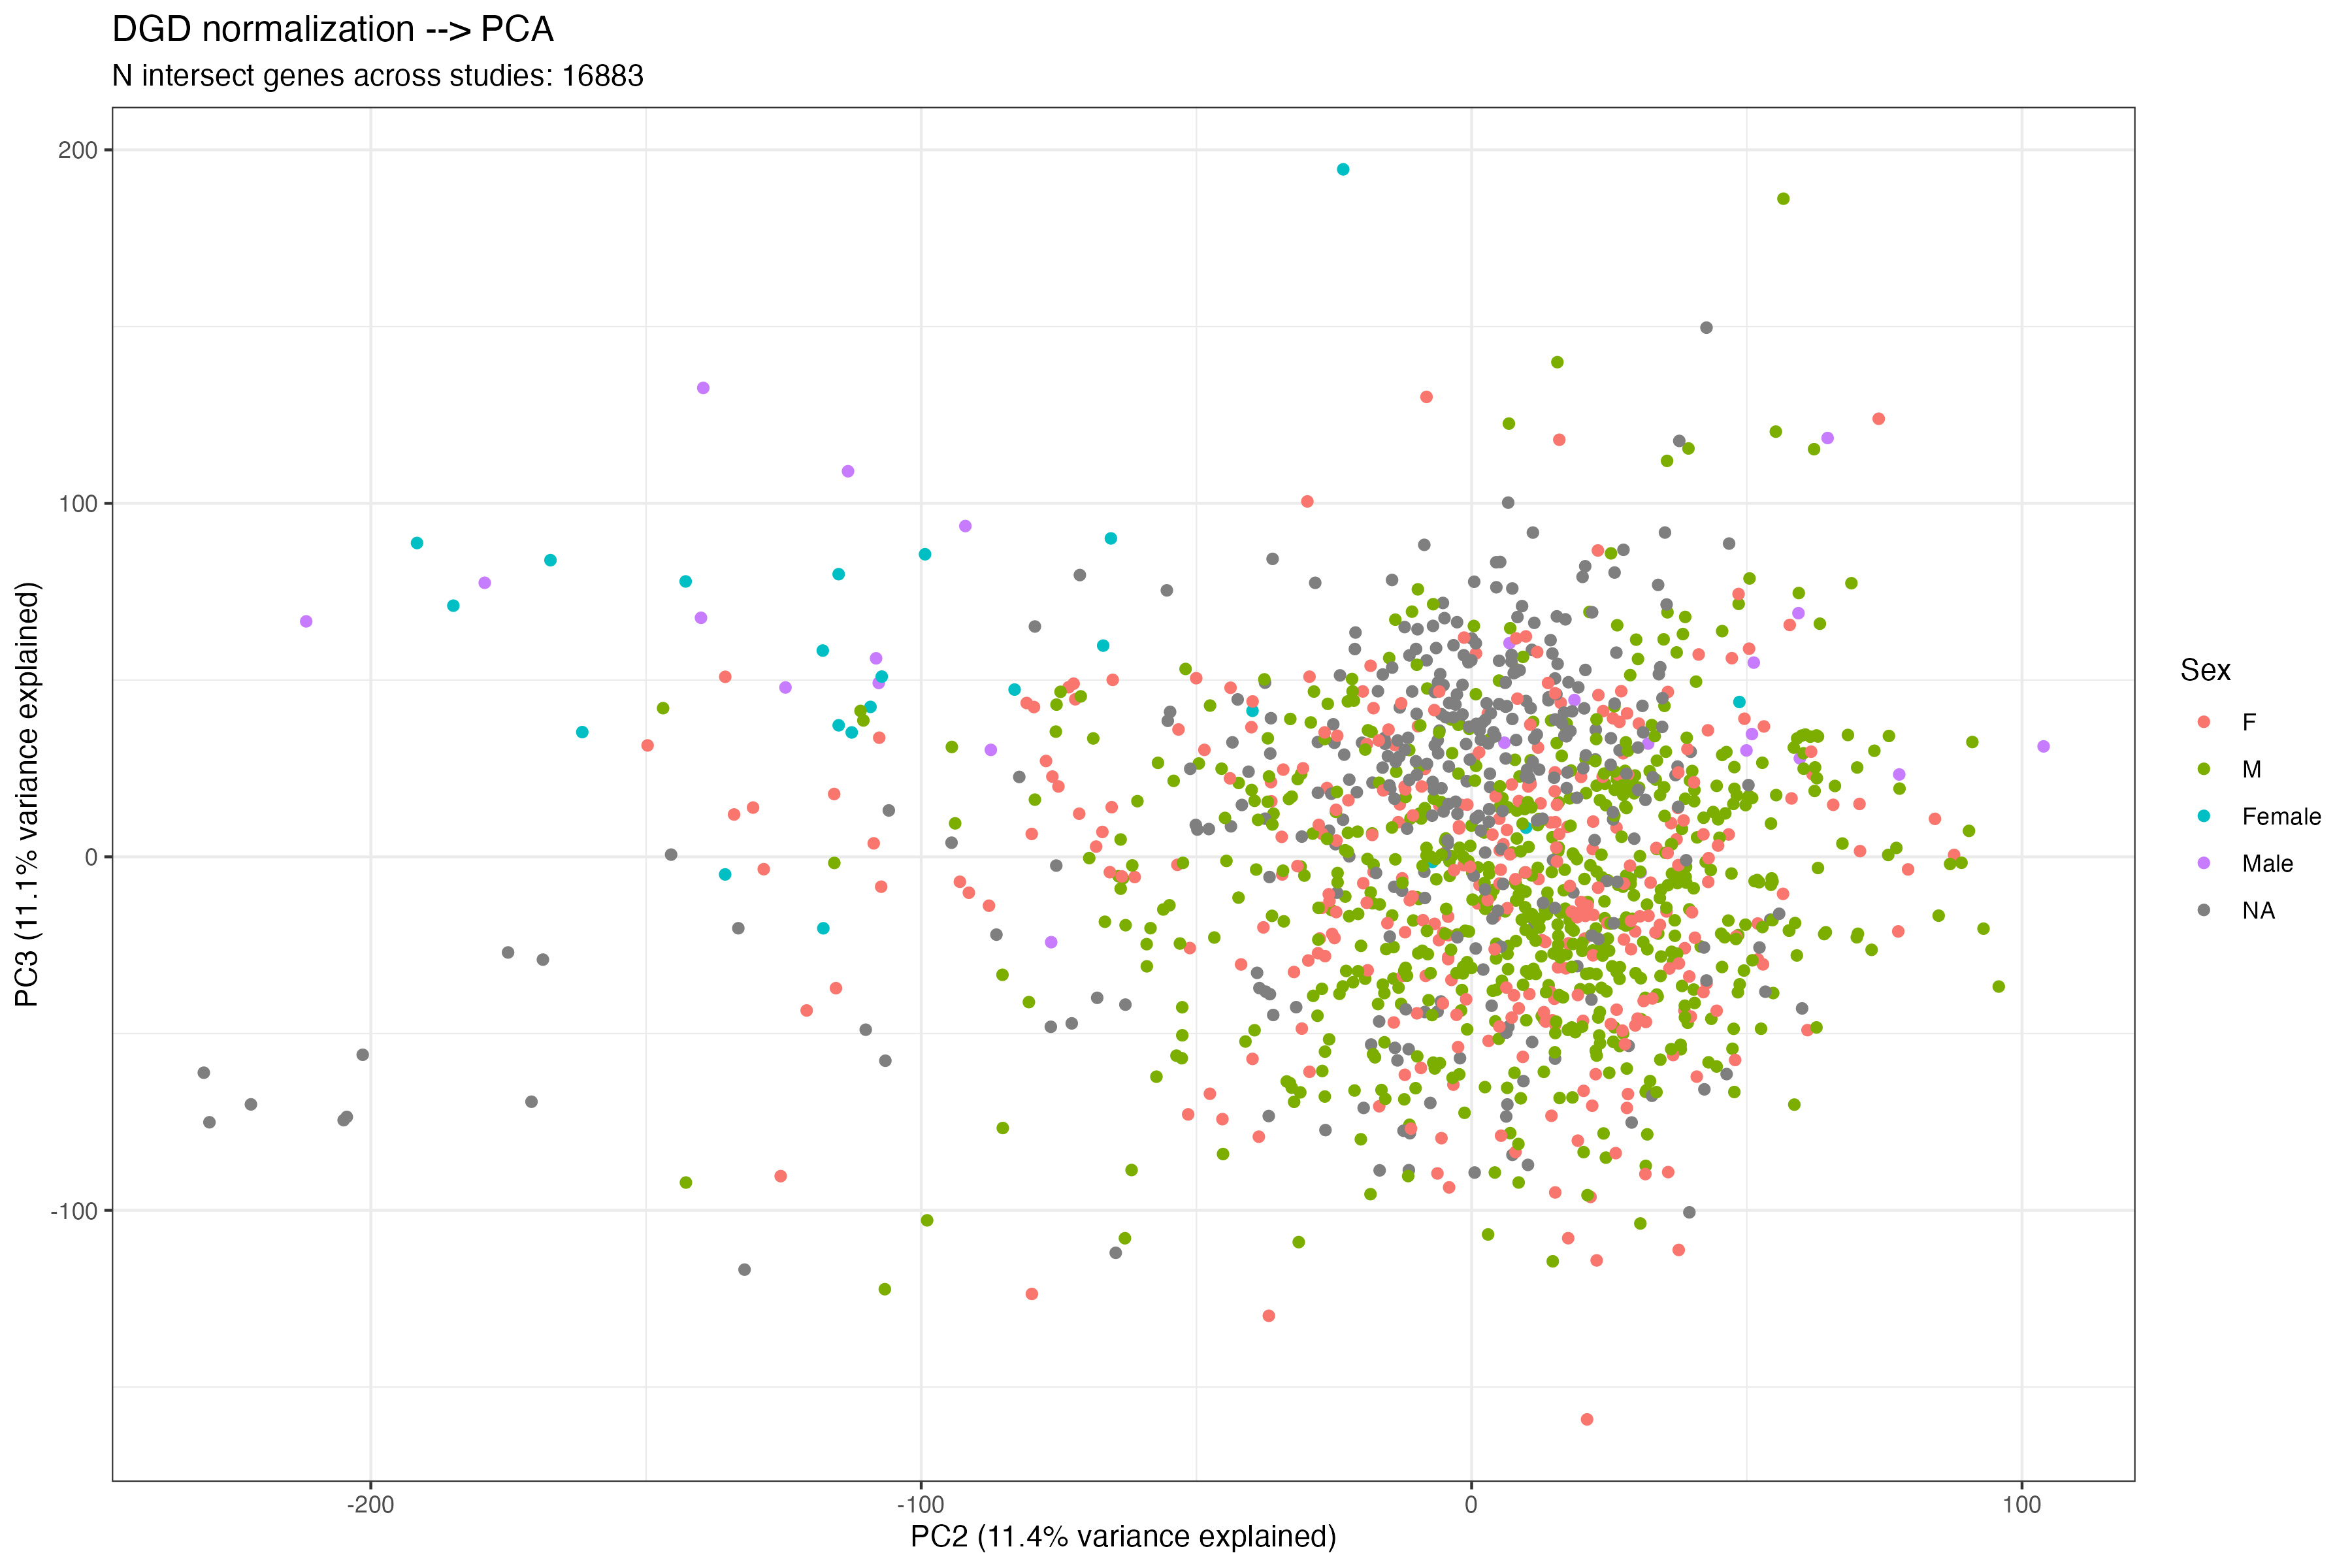 DGD normalization --> PCA
N intersect genes across studies: 16883
PC3 (11.1% variance explained)
200
100
0
-100
-200
-100
0
100
PC2 (11.4% variance explained)
Sex
F
M
Female
Male
NA